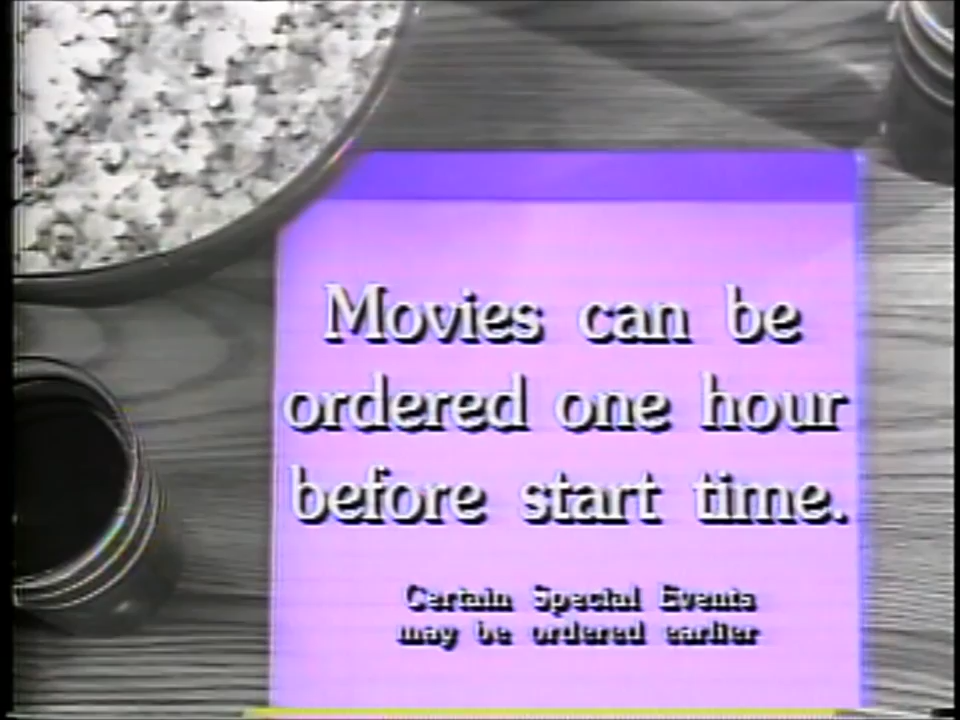 Movies can be
ordered one hour
before start time.
Certain Special Events
may be ordered earlier